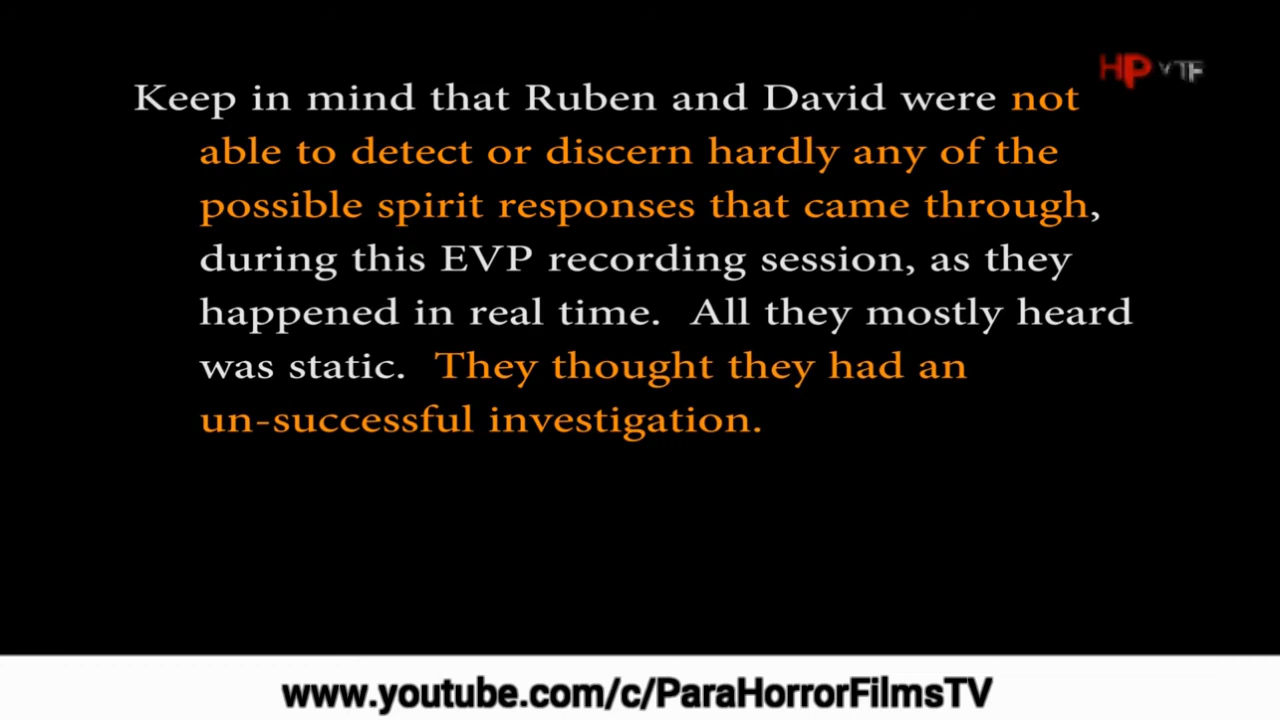 HP YTF
Keep in mind that Ruben and David were not
able to detect or discern hardly any of the
possible spirit responses that came through,
during this EVP recording session, as they
happened in real time.  All they mostly heard
was static.  They thought they had an
un-successful investigation.
www.youtube.com/c/ParaHorrorFilmsTV